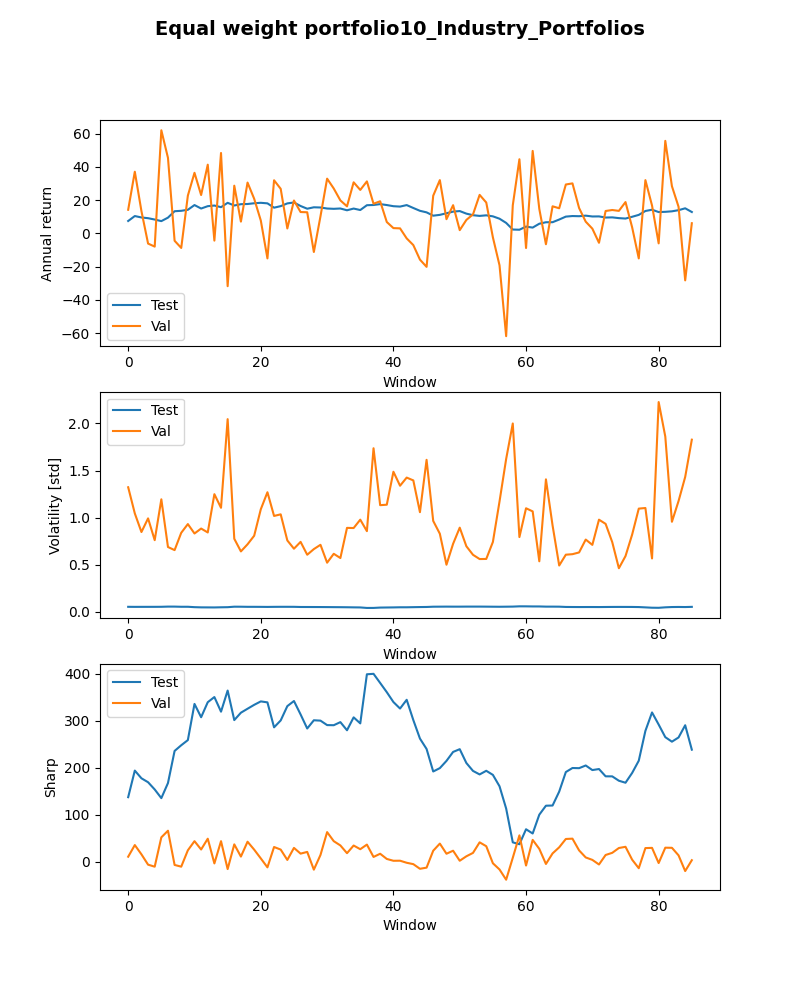 Equal weight portfolio10_Industry_Portfolios
60
40
20
0
−20
−40
−60
Annual return
Test
Val
0 20 40 60 80
Window
2.0
1.5
1.0
0.5
0.0
Volatility [std]
Test
Val
0 20 40 60 80
Window
400
300
200
100
0
Sharp
Test
Val
0 20 40 60 80
Window